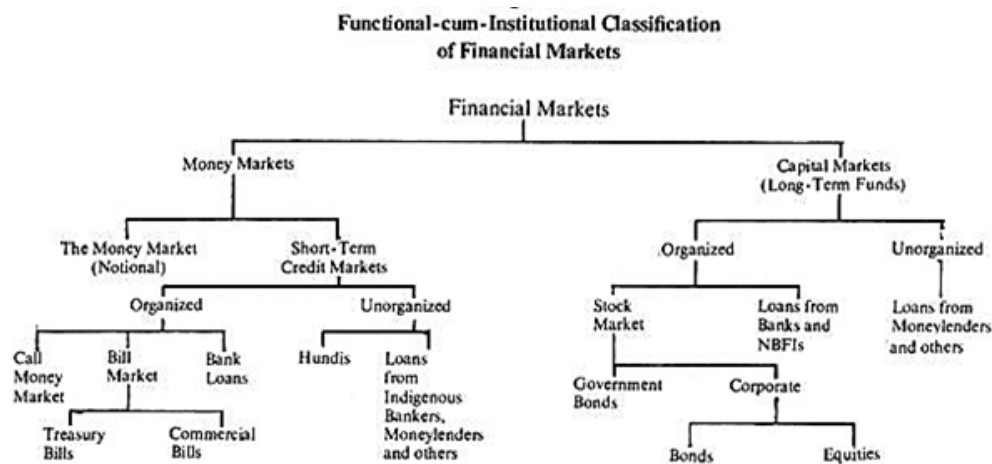 Functional-cum-Institutional Classification
of Financial Markets
Financial Markets
Money Markets
Capital Markets
(Long-Term Funds)
The Money Market
(Notional)
Short-Term
Credit Markets
Organized
Unorganized
Organized
Unorganized
Stock
Market
Loans from
Banks and
NBFIs
Loans from
Moneylenders
and others
Call
Money
Market
Bill
Market
Bank
Loans
Hundis
Loans
from
Indigenous
Bankers,
Moneylenders
and others
Government
Bonds
Corporate
Treasury
Bills
Commercial
Bills
Bonds
Equities